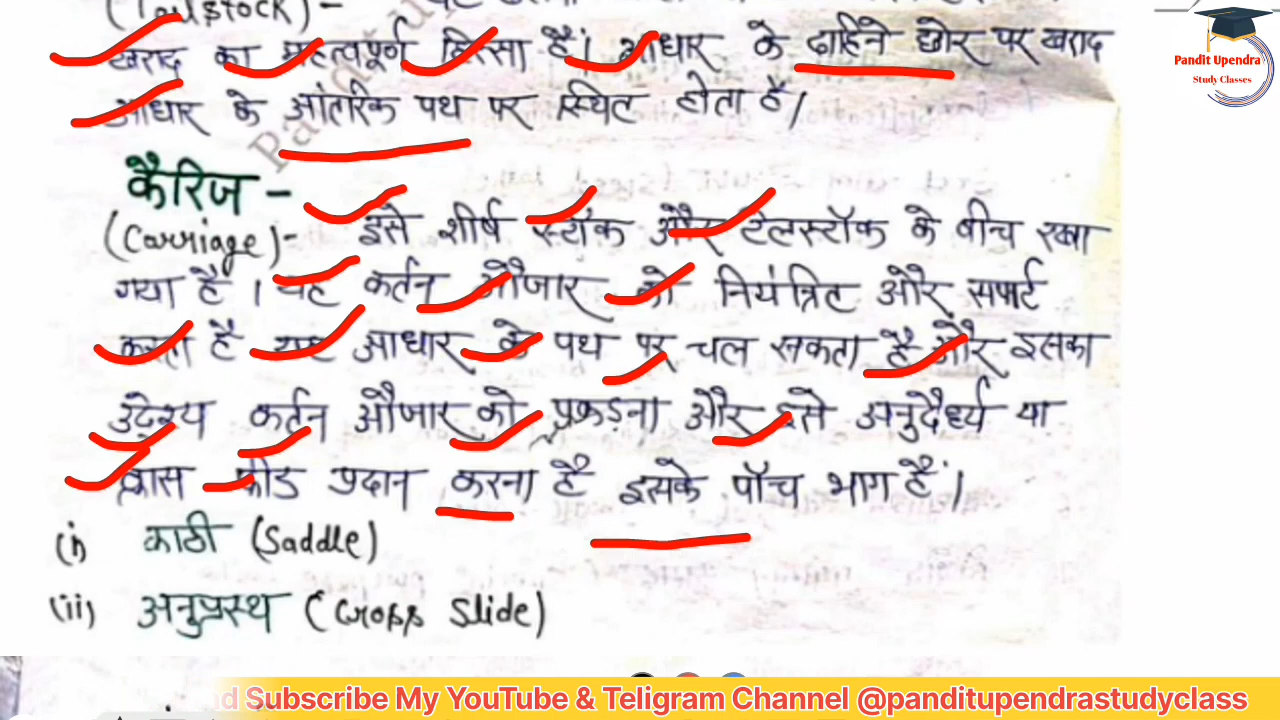 (Tailstock)-
खराद का महत्वपूर्ण हिस्सा है। आधार के दाहिने छोर पर खराद
आधार के आंतरिक पथ पर स्थित होता है।
कैरिज -
(Carriage)- इसे शीर्ष स्टॉक और टेलस्टॉक के बीच रखा
गया है । यह कर्तन औजार को नियंत्रित और सपार्ट
करता है यह आधार के पथ पर चल सकता है और इसका
उद्देश्य कर्तन औजार को प्रकड़ना और इसे अनुदैर्ध्य या
क्रास फीड प्रदान करना है इसके पाँच भाग हैं।
(i) काठी (Saddle)
(ii) अनुप्रस्थ (Cross Slide)
Pandit Upendra
Study Classes
d Subscribe My YouTube & Teligram Channel @panditupendrastudyclass